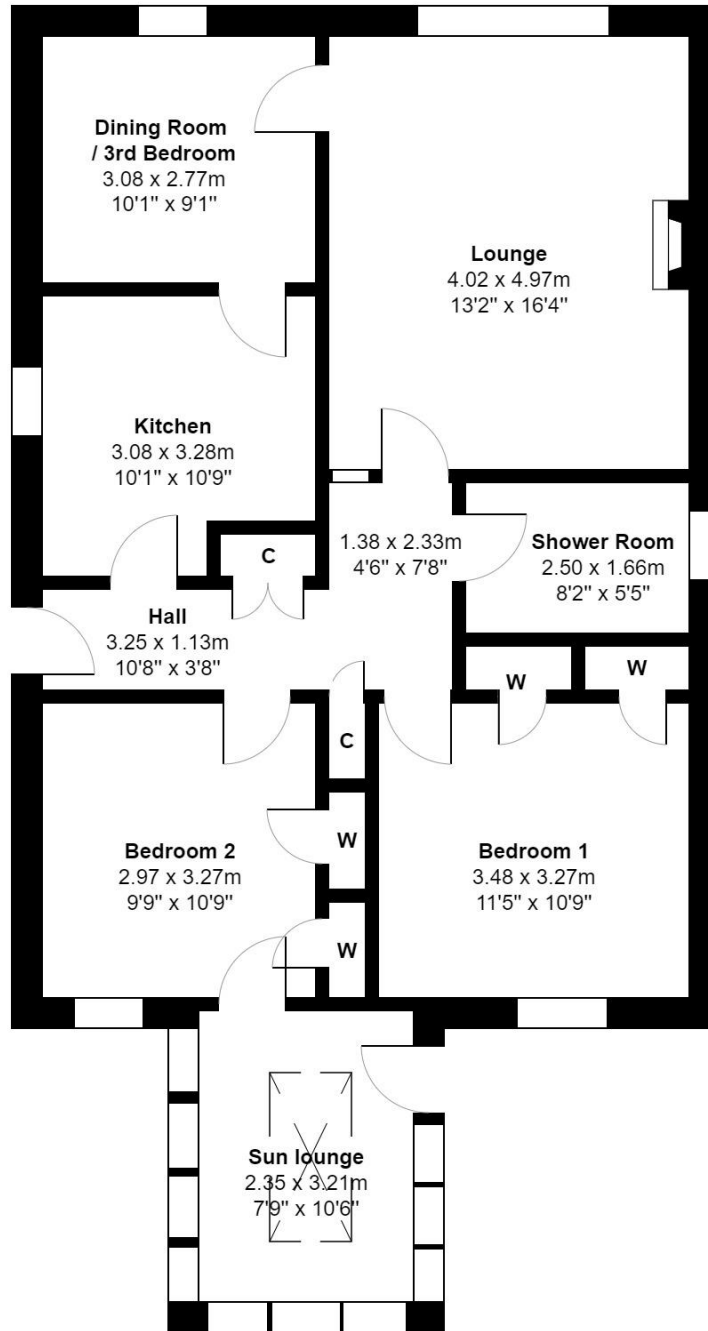 Dining Room
/ 3rd Bedroom
3.08 x 2.77m
10'1" x 9'1"
Lounge
4.02 x 4.97m
13'2" x 16'4"
Kitchen
3.08 x 3.28m
10'1" x 10'9"
C
1.38 x 2.33m
4'6" x 7'8"
Shower Room
2.50 x 1.66m
8'2" x 5'5"
Hall
3.25 x 1.13m
10'8" x 3'8"
W
W
C
Bedroom 2
2.97 x 3.27m
9'9" x 10'9"
W
W
Bedroom 1
3.48 x 3.27m
11'5" x 10'9"
Sun lounge
2.35 x 3.21m
7'9" x 10'6"